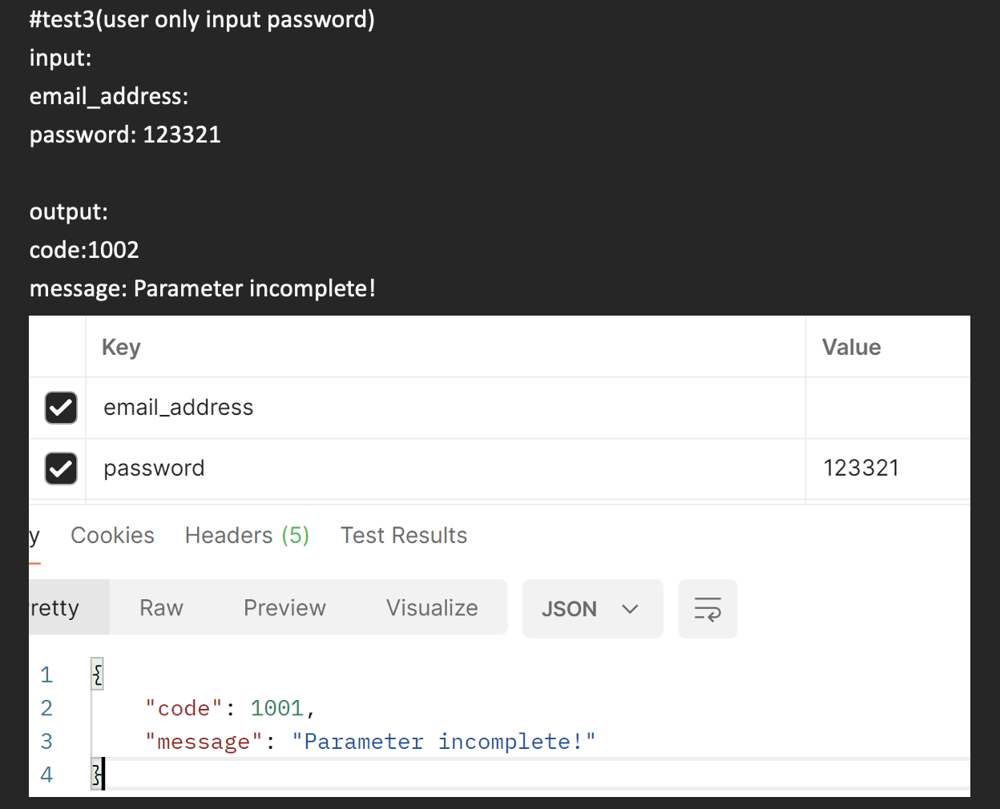 #test3(user only input password)
input:
email_address:
password: 123321
output:
code:1002
message: Parameter incomplete!
Key Value
email_address
password 123321
y Cookies Headers (5) Test Results
retty Raw Preview Visualize JSON
1 {
2 "code": 1001,
3 "message": "Parameter incomplete!"
4 }